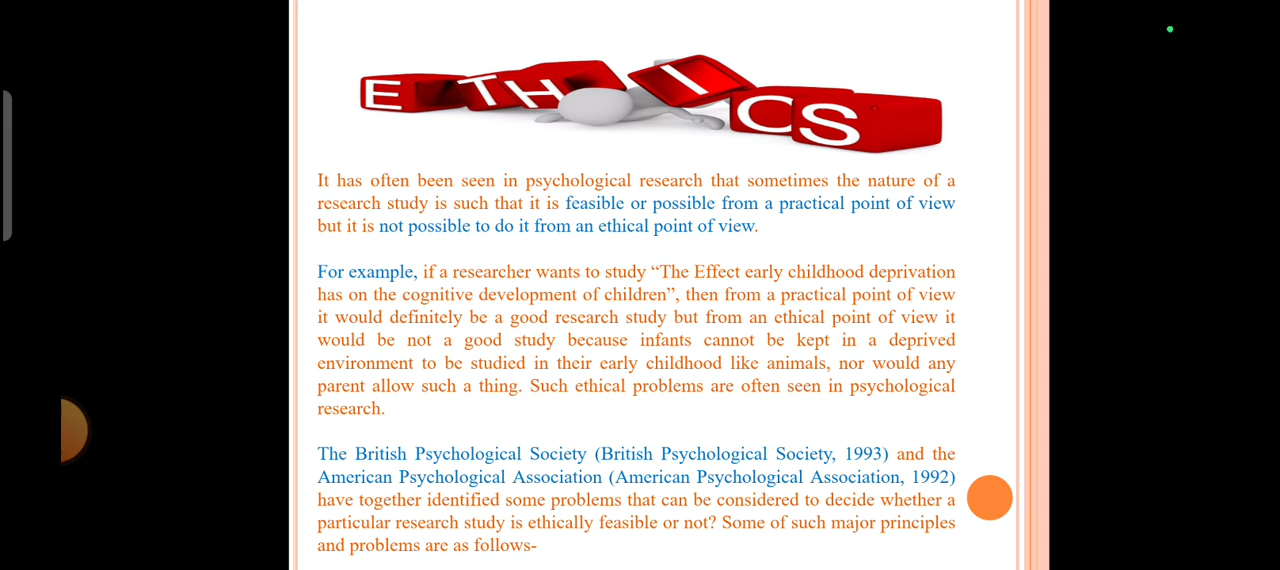 ETHICS
It has often been seen in psychological research that sometimes the nature of a
research study is such that it is feasible or possible from a practical point of view
but it is not possible to do it from an ethical point of view.
For example, if a researcher wants to study “The Effect early childhood deprivation
has on the cognitive development of children”, then from a practical point of view
it would definitely be a good research study but from an ethical point of view it
would be not a good study because infants cannot be kept in a deprived
environment to be studied in their early childhood like animals, nor would any
parent allow such a thing. Such ethical problems are often seen in psychological
research.
The British Psychological Society (British Psychological Society, 1993) and the
American Psychological Association (American Psychological Association, 1992)
have together identified some problems that can be considered to decide whether a
particular research study is ethically feasible or not? Some of such major principles
and problems are as follows-